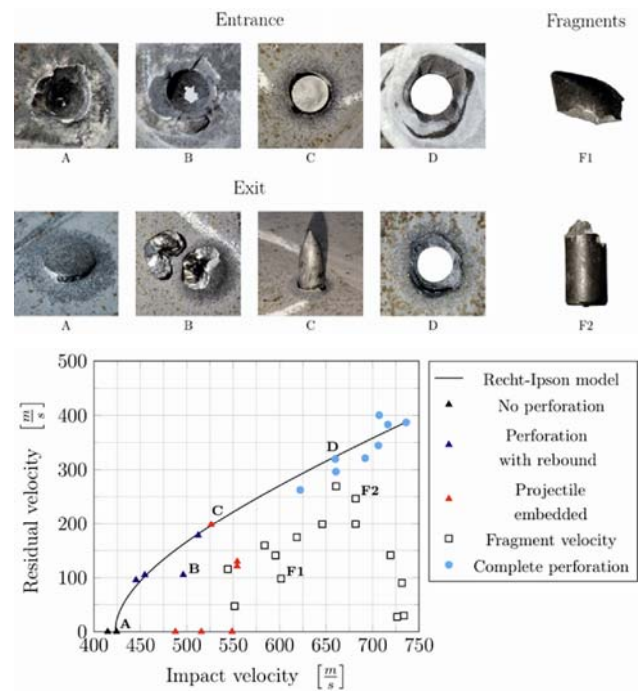 Entrance
Fragments
A
B
C
D
F1
Exit
A
B
C
D
F2
500
400
300
200
100
0
400
450
500
550
600
650
700
750
Residual velocity [m/s]
Impact velocity [m/s]
A
B
C
D
F1
F2
Recht-Ipson model
No perforation
Perforation
with rebound
Projectile
embedded
Fragment velocity
Complete perforation